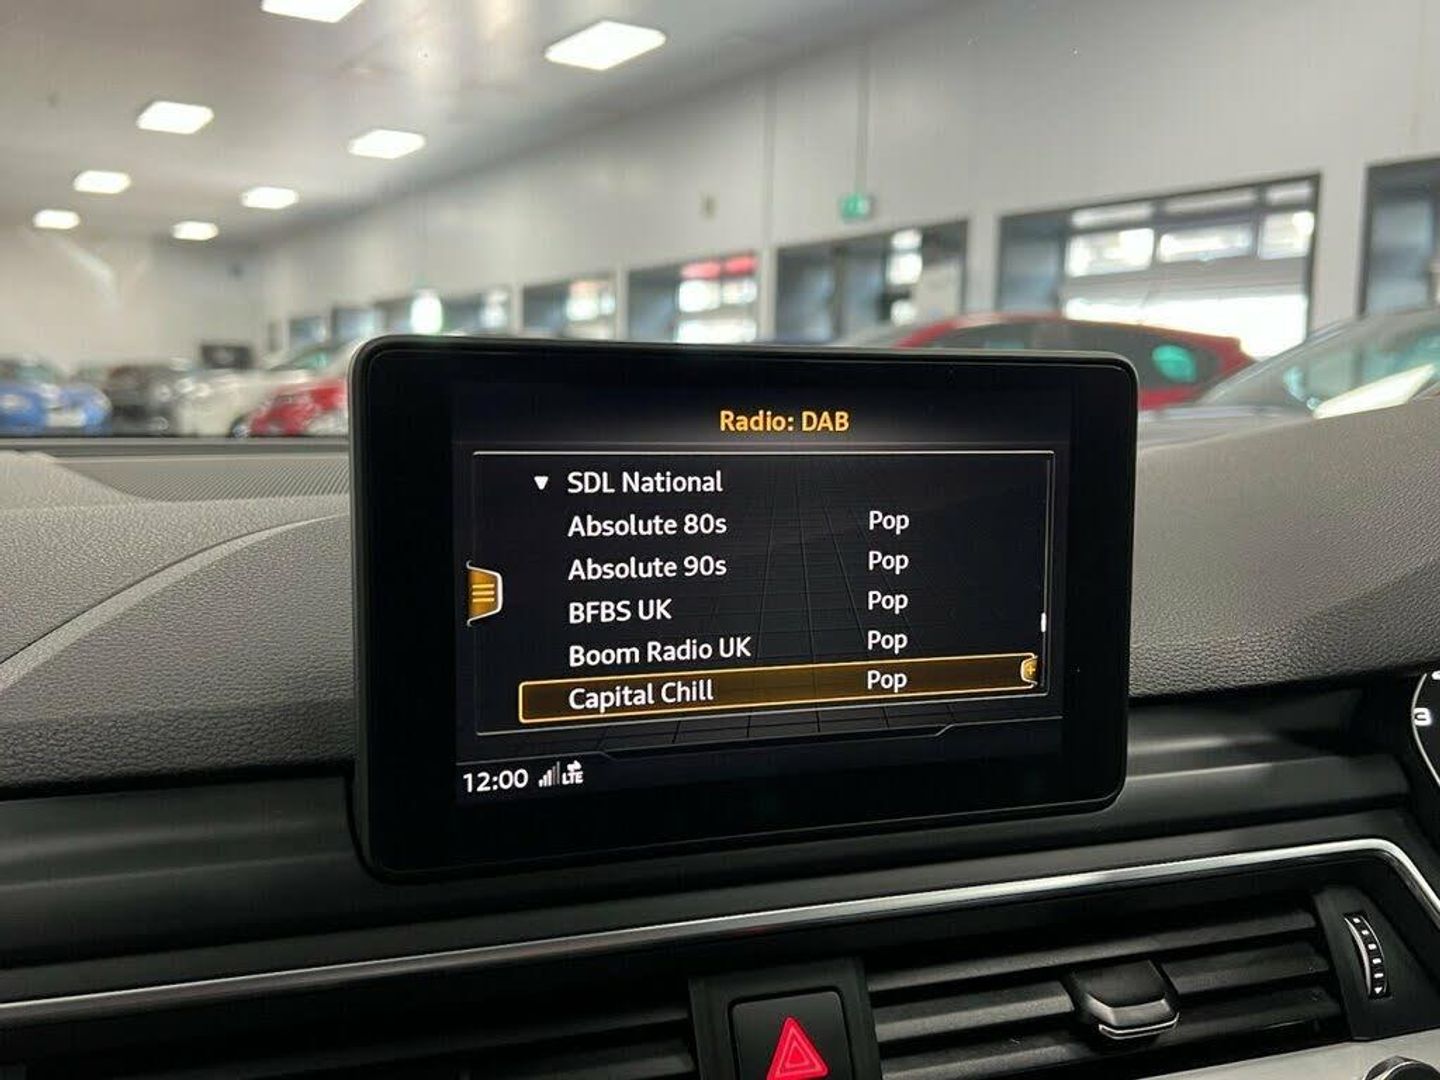 Radio: DAB
SDL National
Absolute 80s Pop
Absolute 90s Pop
BFBS UK Pop
Boom Radio UK Pop
Capital Chill Pop
12:00 LTE
3